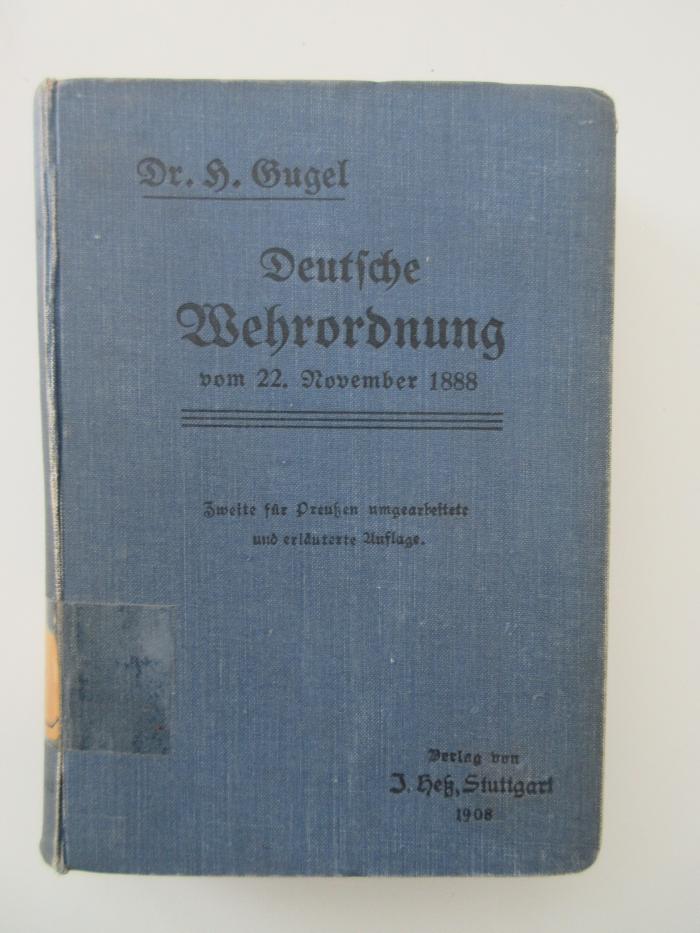 Dr. H. Gugel
Deutsche
Wehrordnung
vom 22. November 1888
Zweite für Preußen umgearbeitete
und erläuterte Auflage.
Verlag von
J. Heß, Stuttgart
1908